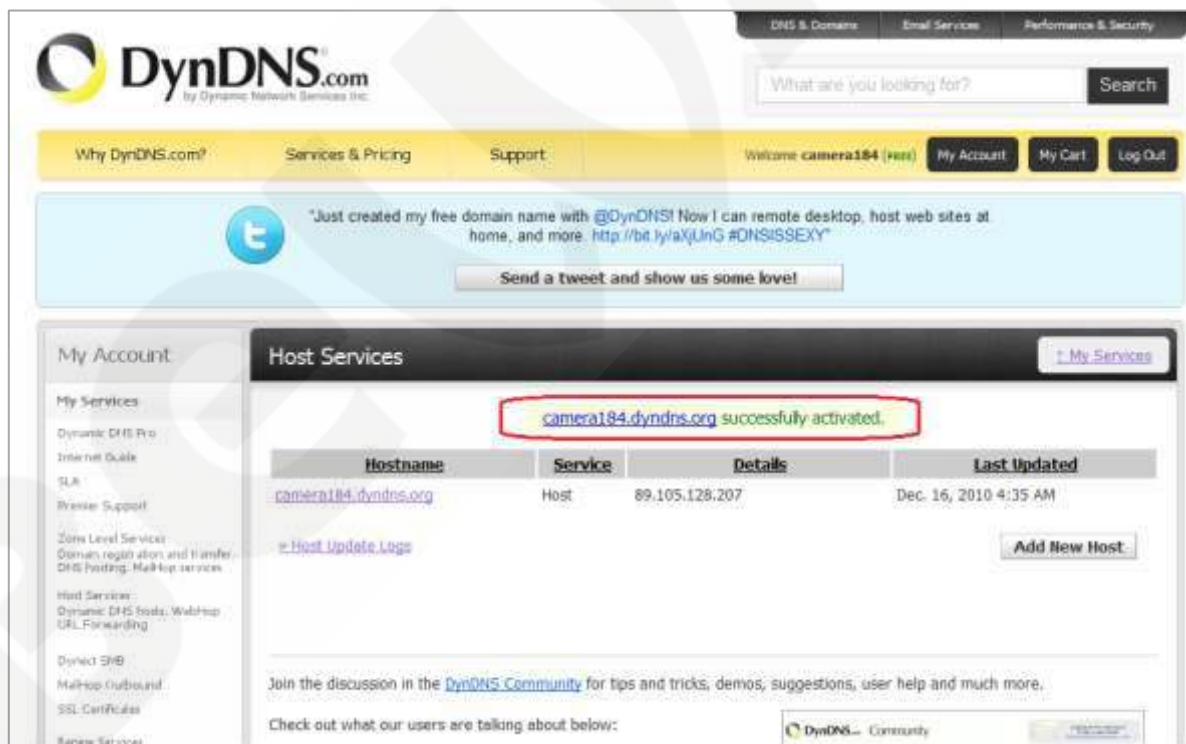 DNS & Domains Email Services Performance & Security
DynDNS.com
by Dynamic Network Services Inc.
What are you looking for? Search
Why DynDNS.com? Services & Pricing Support Welcome camera184 (FREE) My Account My Cart Log Out
"Just created my free domain name with @DynDNS! Now I can remote desktop, host web sites at
home, and more. http://bit.ly/aXjUnG #DNSISSEXY"
Send a tweet and show us some love!
My Account
Host Services
↑ My Services
My Services
Dynamic DNS Pro
Internet Guide
SLA
Premier Support
Zone Level Services
Domain registration and transfer,
DNS hosting, MailHop services
Host Services
Dynamic DNS hosts, WebHop
URL Forwarding
Dynect SMB
MailHop Outbound
SSL Certificates
Renew Services
camera184.dyndns.org successfully activated.
Hostname Service Details Last Updated
camera184.dyndns.org Host 89.105.128.207 Dec. 16, 2010 4:35 AM
» Host Update Logs
Add New Host
Join the discussion in the DynDNS Community for tips and tricks, demos, suggestions, user help and much more.
Check out what our users are talking about below:
DynDNS Community